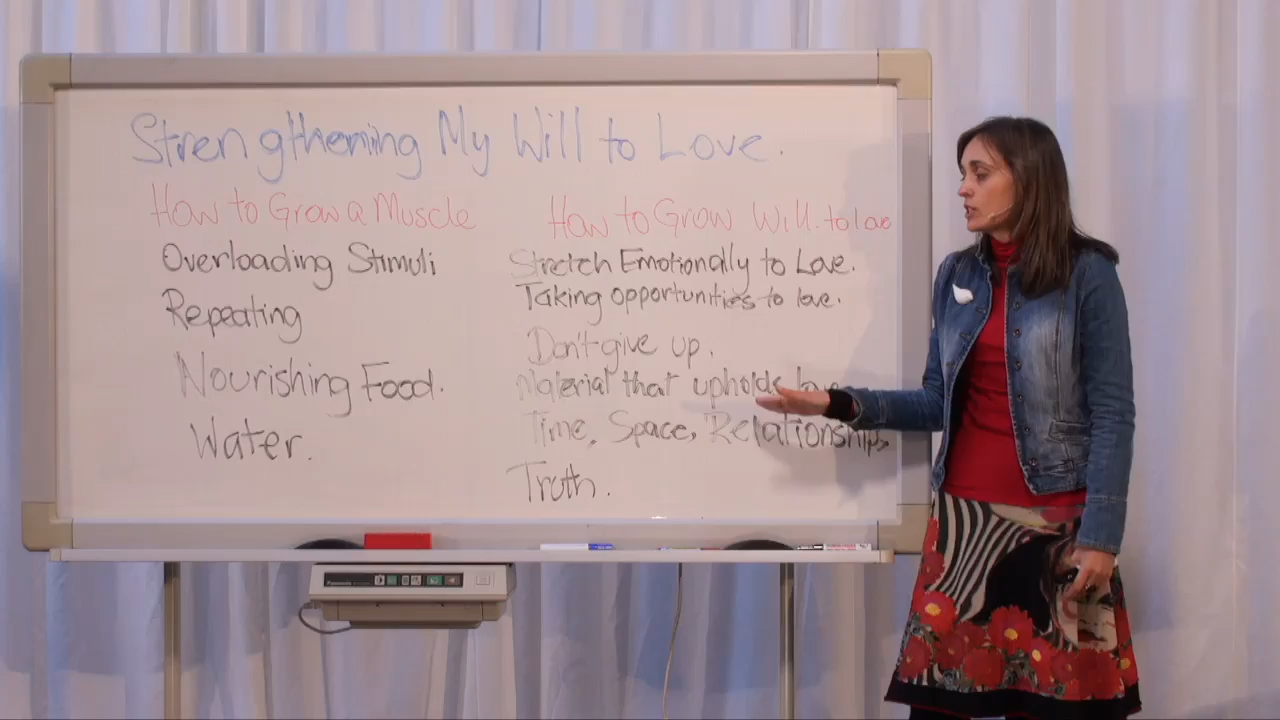 Strengthening My Will to Love.
How to Grow a Muscle
How to Grow Will to Love
Overloading Stimuli
Stretch Emotionally to Love.
Repeating
Taking opportunities to love.
Don't give up.
Nourishing Food.
Material that upholds love
Water.
Time, Space, Relationships,
Truth.
Panasonic